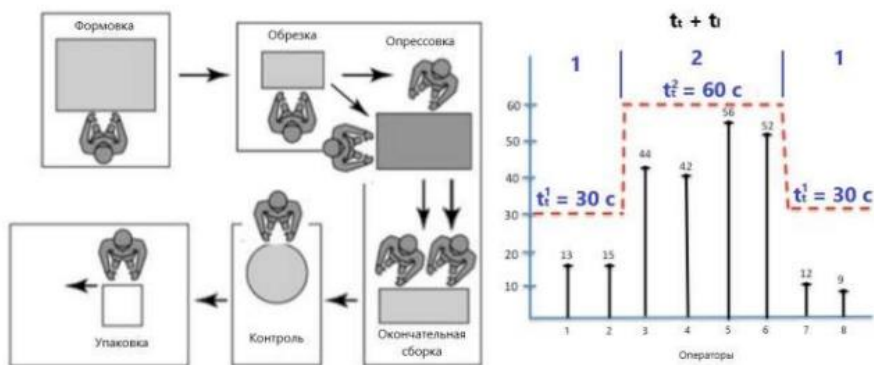 Формовка
Обрезка
Опрессовка
Упаковка
Контроль
Окончательная
сборка
tₜ + tₗ
1 2 1
t²ₜ = 60 с
t¹ₜ = 30 с
t¹ₜ = 30 с
60
50
40
30
20
10
13
15
44
42
56
52
12
9
1 2 3 4 5 6 7 8
Операторы